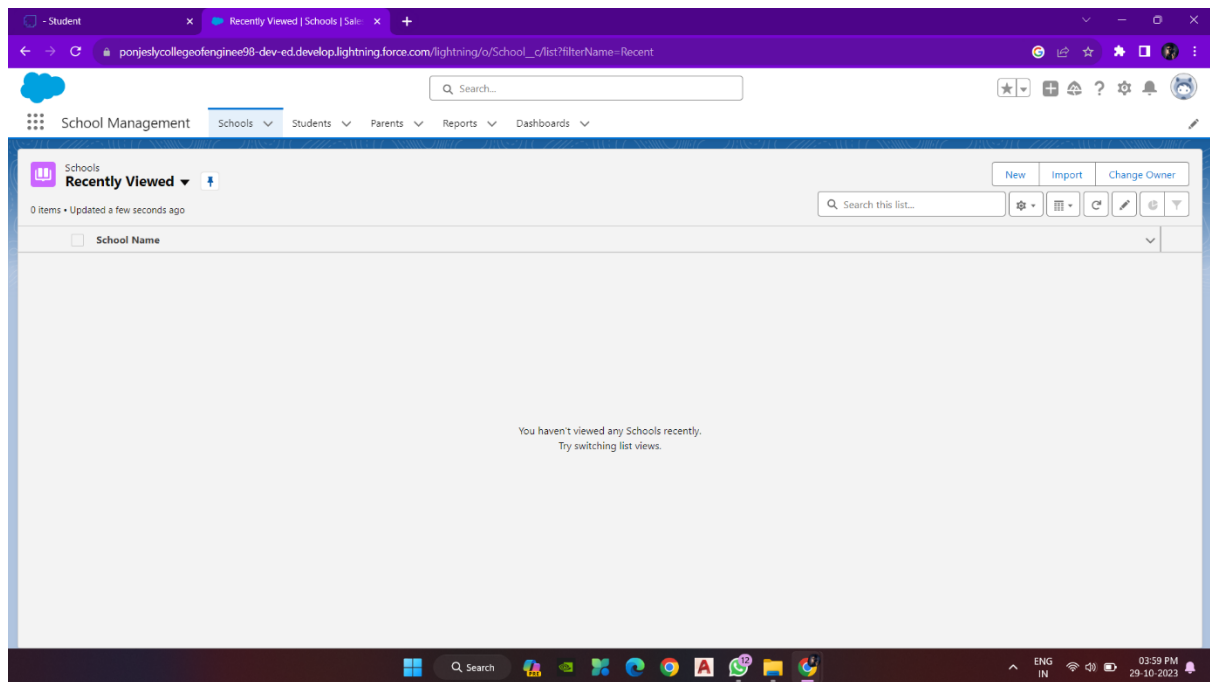 - Student
Recently Viewed | Schools | Sale
ponjeslycollegeofenginee98-dev-ed.develop.lightning.force.com/lightning/o/School__c/list?filterName=Recent
Search...
School Management
Schools
Students
Parents
Reports
Dashboards
Schools
Recently Viewed
New
Import
Change Owner
0 items • Updated a few seconds ago
Search this list...
School Name
You haven't viewed any Schools recently.
Try switching list views.
Search
PRE
12
ENG
IN
03:59 PM
29-10-2023